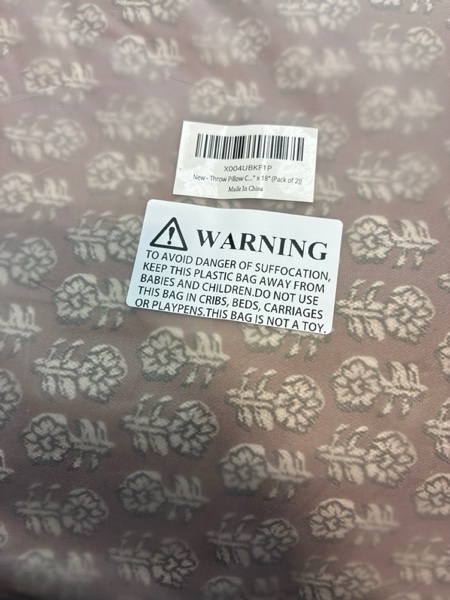 X004UBKF1P
New - Throw Pillow C..." x 18" (Pack of 2))
Made In China
WARNING
TO AVOID DANGER OF SUFFOCATION,
KEEP THIS PLASTIC BAG AWAY FROM
BABIES AND CHILDREN.DO NOT USE
THIS BAG IN CRIBS, BEDS, CARRIAGES
OR PLAYPENS.THIS BAG IS NOT A TOY.